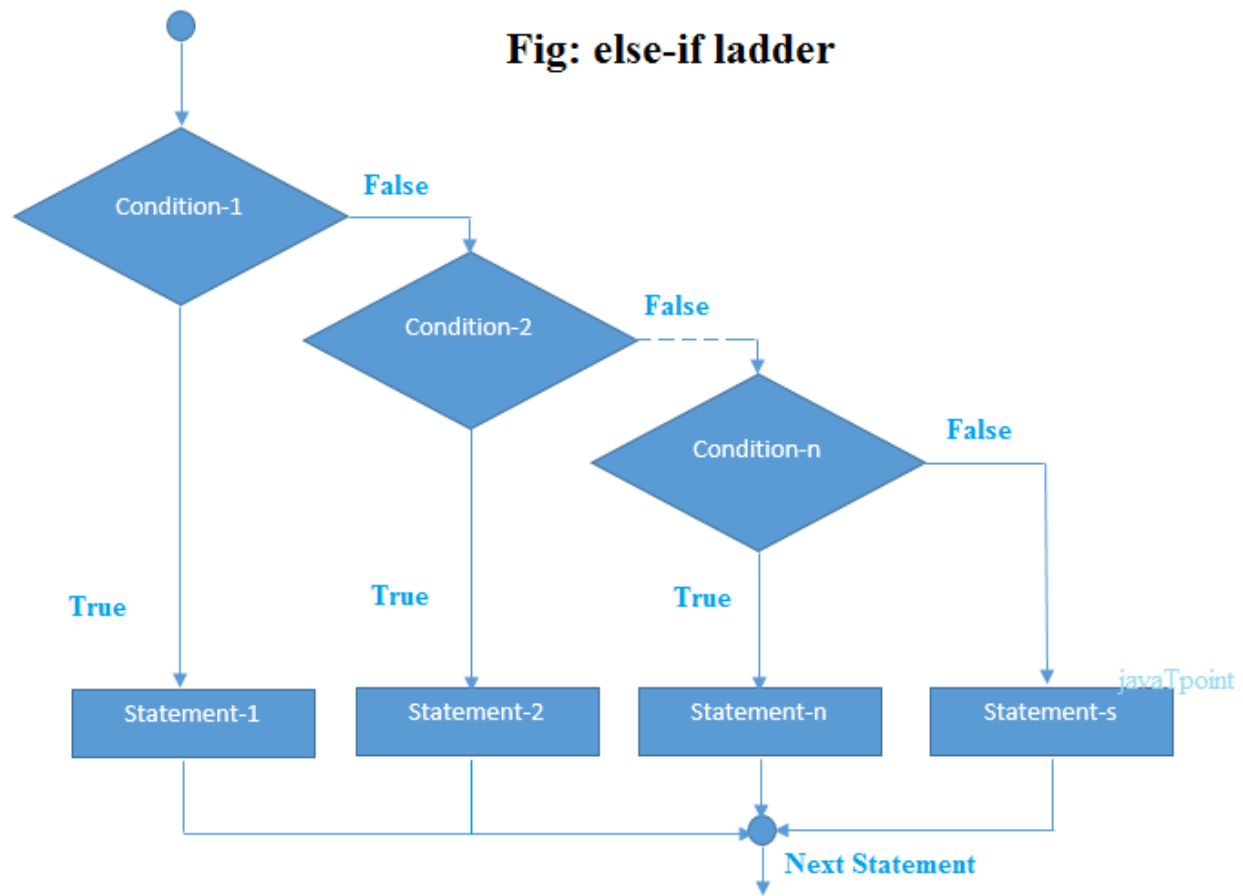 Fig: else-if ladder
Condition-1
False
Condition-2
False
Condition-n
False
True
True
True
Statement-1
Statement-2
Statement-n
Statement-s
javaTpoint
Next Statement